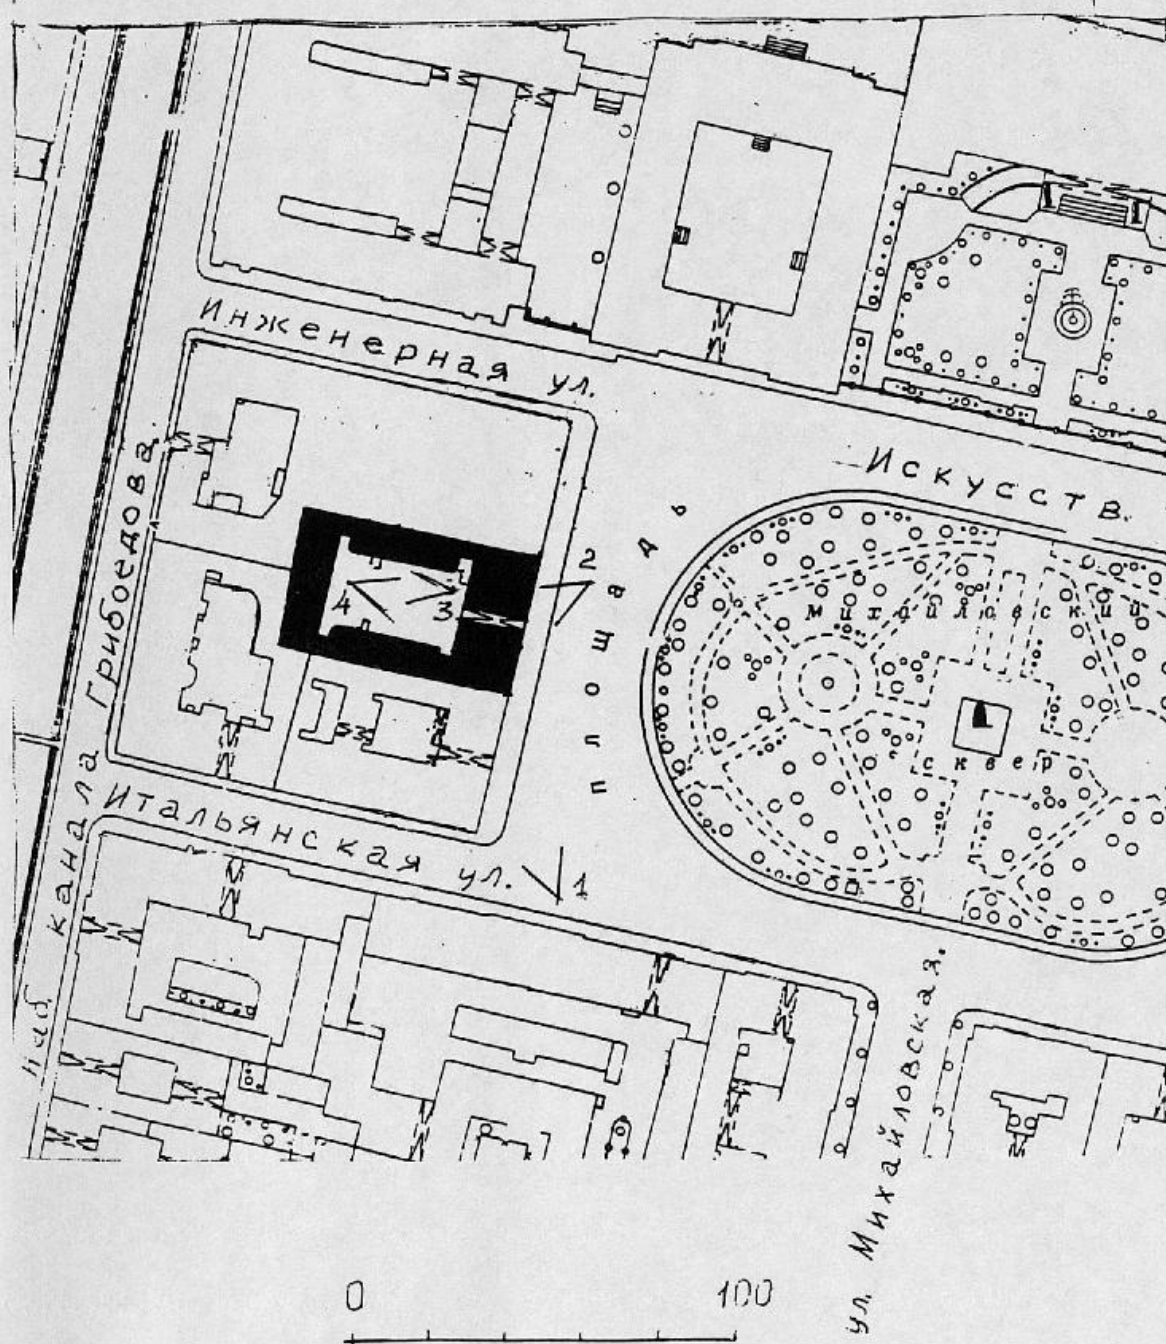 Инженерная ул.
Искусств.
площадь
наб. канала Грибоедова.
2
4
3
Михайловский
сквер
Итальянская ул.
1
ул. Михайловская.
0 100